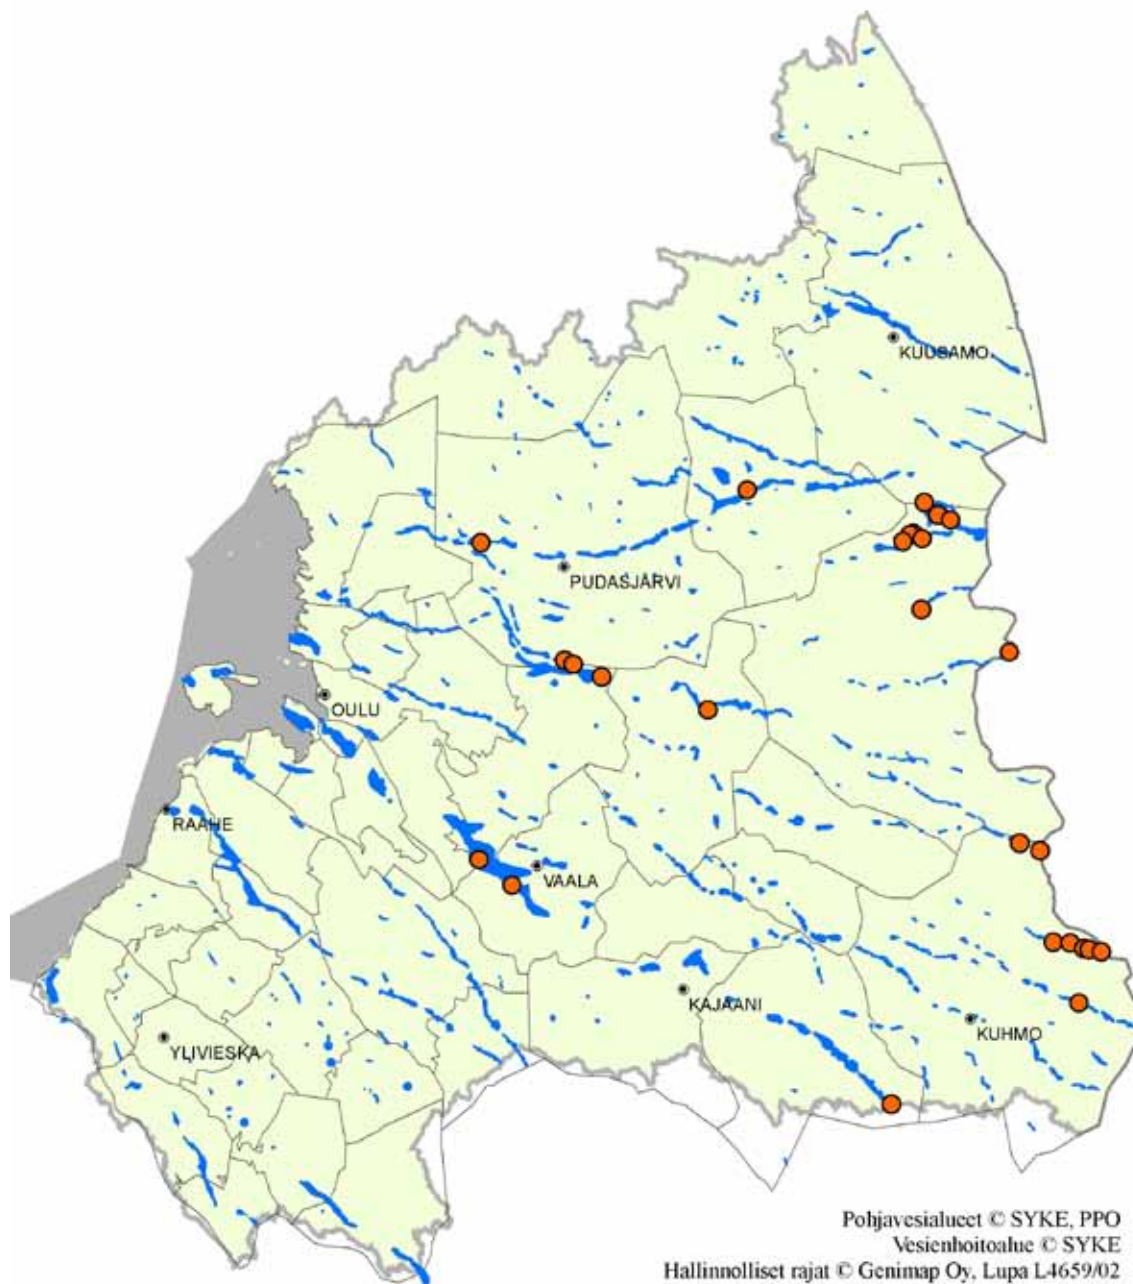 KUUSAMO
PUDASJÄRVI
OULU
RAAHE
VAALA
KAJAANI
KUHMO
YLIVIESKA
Pohjavesialueet © SYKE, PPO
Vesienhoitoalue © SYKE
Hallinnolliset rajat © Genimap Oy, Lupa L4659/02